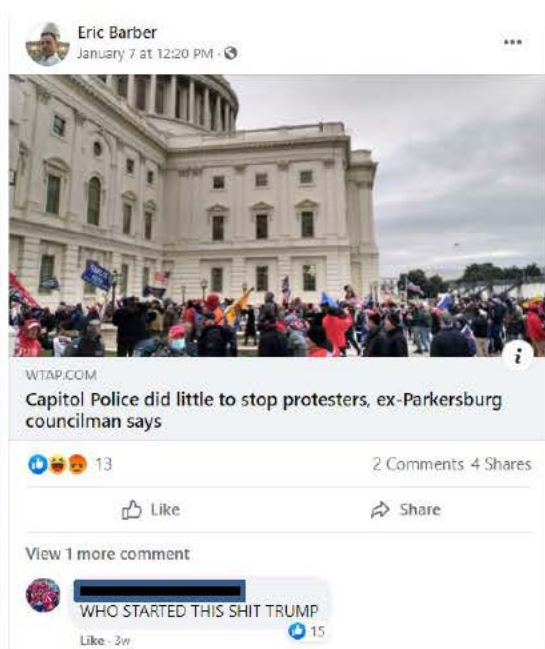 Eric Barber
January 7 at 12:20 PM ·
WTAP.COM
Capitol Police did little to stop protesters, ex-Parkersburg
councilman says
13
2 Comments 4 Shares
Like
Share
View 1 more comment
WHO STARTED THIS SHIT TRUMP
15
Like · 3w